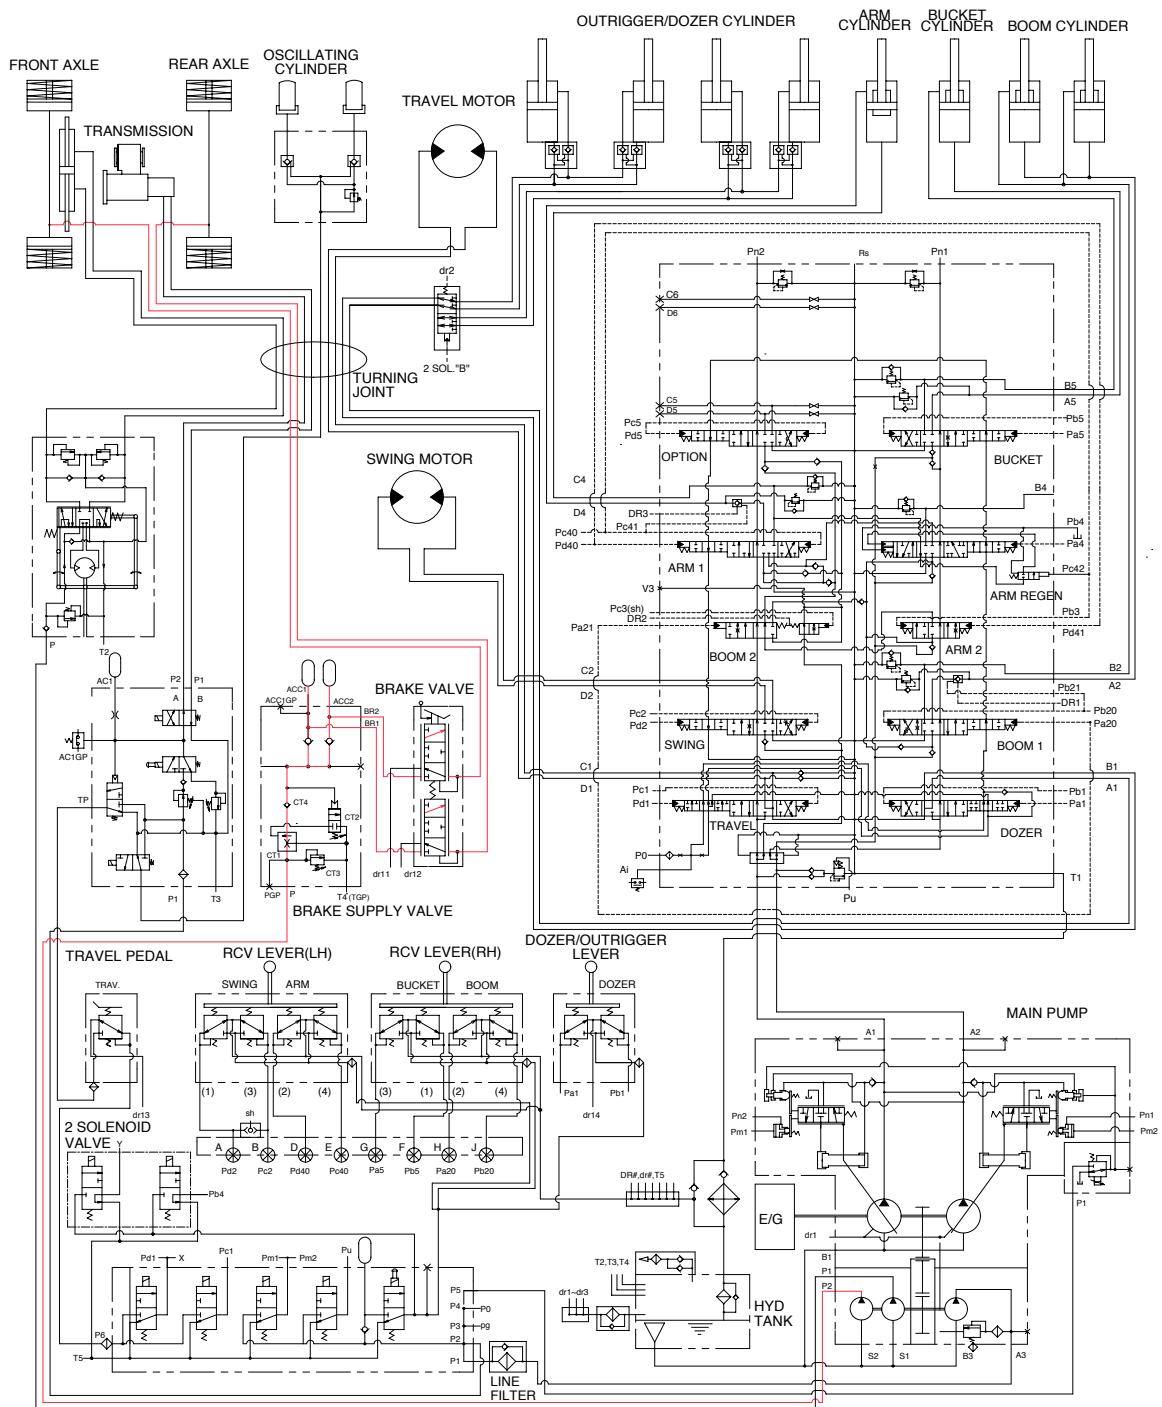 OUTRIGGER/DOZER CYLINDER
ARM
CYLINDER
BUCKET
CYLINDER
BOOM CYLINDER
FRONT AXLE
REAR AXLE
OSCILLATING
CYLINDER
TRAVEL MOTOR
TRANSMISSION
dr2
2 SOL."B"
TURNING
JOINT
Pn2
Rs
Pn1
C6
D6
B5
A5
C5
D5
Pc5
Pd5
Pb5
Pa5
OPTION
BUCKET
SWING MOTOR
C4
B4
D4
DR3
Pc41
Pc40
Pd40
Pb4
Pa4
ARM 1
Pc42
ARM REGEN
V3
Pc3(sh)
DR2
Pa21
Pb3
Pd41
BOOM 2
ARM 2
C2
D2
B2
A2
Pb21
DR1
Pc2
Pd2
Pb20
Pa20
SWING
BOOM 1
C1
D1
B1
A1
Pc1
Pd1
Pb1
Pa1
TRAVEL
DOZER
P0
Ai
Pu
T1
P
T2
AC1
P2
P1
A
B
AC1GP
TP
P1
T3
ACC1
ACC1GP
ACC2
BR2
BR1
BRAKE VALVE
CT4
CT2
CT1
CT3
PGP
P
T4(TGP)
dr11
dr12
BRAKE SUPPLY VALVE
TRAVEL PEDAL
TRAV.
dr13
RCV LEVER(LH)
SWING
ARM
(1)
(3)
(2)
(4)
RCV LEVER(RH)
BUCKET
BOOM
(3)
(1)
(2)
(4)
DOZER/OUTRIGGER
LEVER
DOZER
Pa1
Pb1
dr14
sh
A
B
D
E
G
F
H
J
Pd2
Pc2
Pd40
Pc40
Pa5
Pb5
Pa20
Pb20
2 SOLENOID
VALVE
Y
Pb4
Pd1
X
Pc1
Pm1
Pm2
Pu
P6
T5
P5
P4
P0
P3
pg
P2
P1
LINE
FILTER
DR#,dr#,T5
T2,T3,T4
dr1~dr3
HYD
TANK
MAIN PUMP
A1
A2
Pn2
Pm1
Pn1
Pm2
P1
E/G
dr1
B1
P1
P2
S2
S1
B3
A3